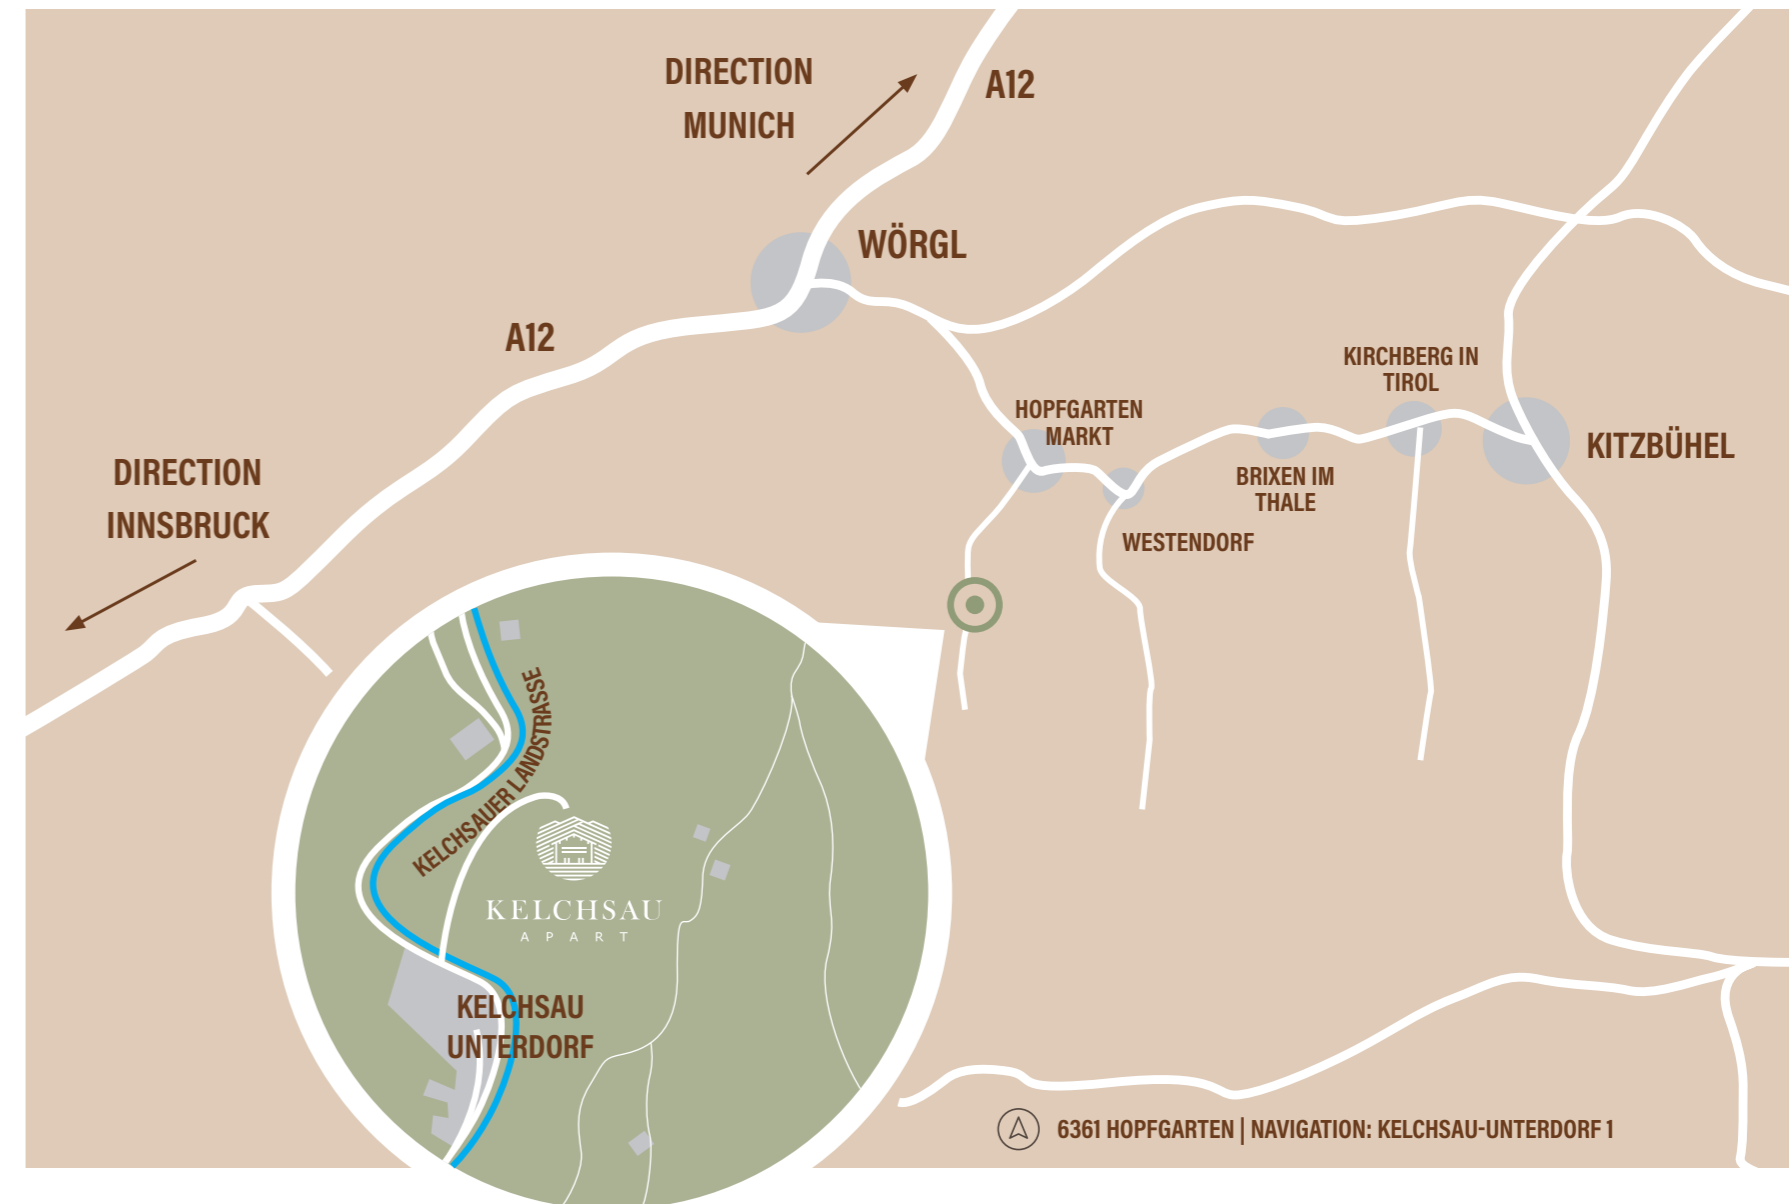 DIRECTION
MUNICH
A12
WÖRGL
A12
KIRCHBERG IN
TIROL
HOPFGARTEN
MARKT
KITZBÜHEL
DIRECTION
INNSBRUCK
BRIXEN IM
THALE
WESTENDORF
KELCHSAUER LANDSTRASSE
KELCHSAU
APART
KELCHSAU
UNTERDORF
6361 HOPFGARTEN | NAVIGATION: KELCHSAU-UNTERDORF 1